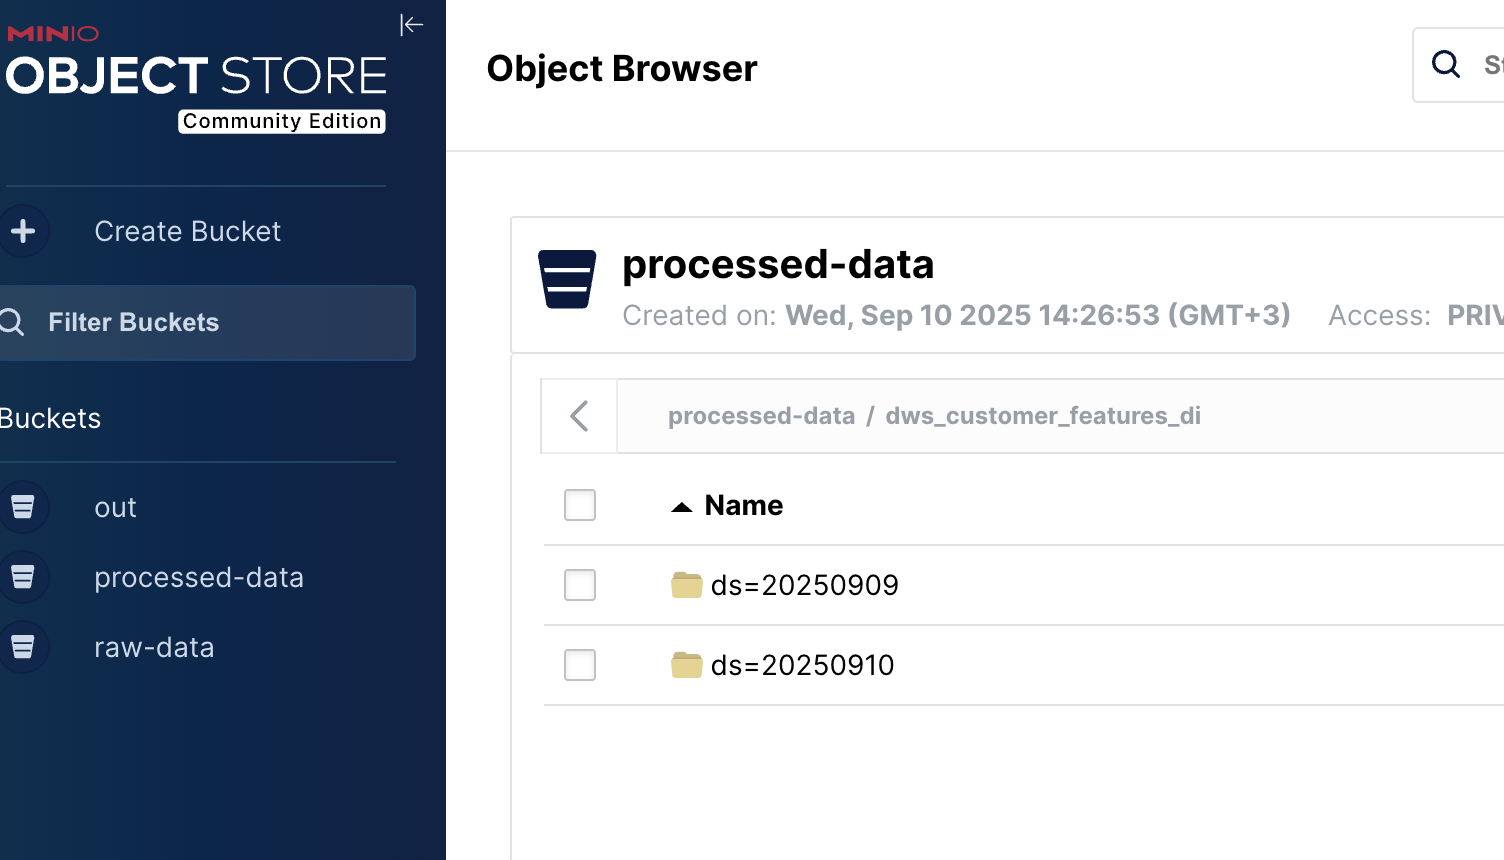 MINIO
OBJECT STORE
Community Edition
Create Bucket
Filter Buckets
Buckets
out
processed-data
raw-data
Object Browser
processed-data
Created on: Wed, Sep 10 2025 14:26:53 (GMT+3) Access:
processed-data / dws_customer_features_di
Name
ds=20250909
ds=20250910